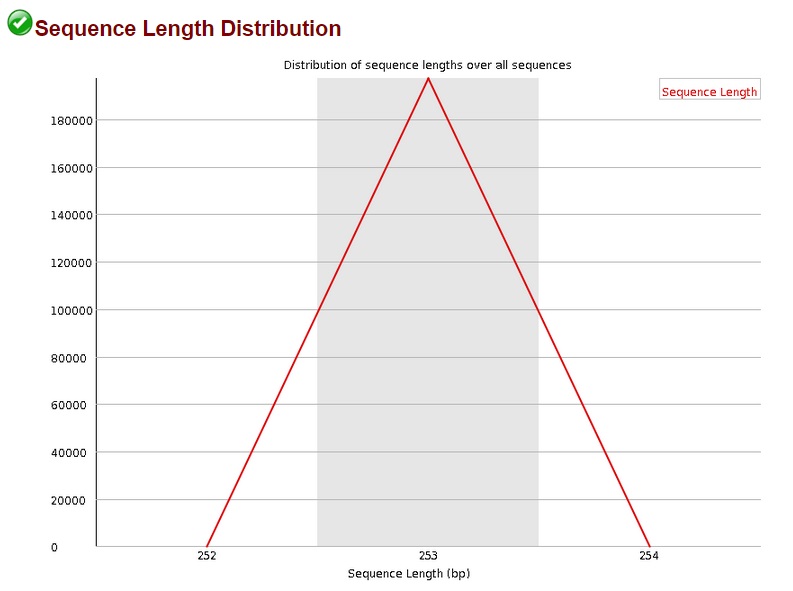 Sequence Length Distribution
Distribution of sequence lengths over all sequences
Sequence Length
180000
160000
140000
120000
100000
80000
60000
40000
20000
0
252 253 254
Sequence Length (bp)